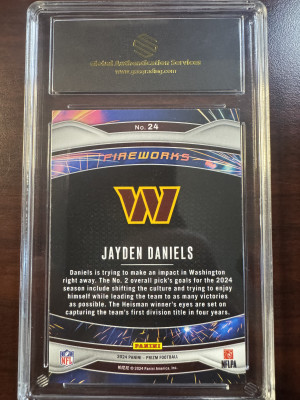 Global Authentication Services
www.gasgrading.com
No. 24
FIREWORKS
W
JAYDEN DANIELS
Daniels is trying to make an impact in Washington
right away. The No. 2 overall pick's goals for the 2024
season include shifting the culture and trying to enjoy
himself while leading the team to as many victories
as possible. The Heisman winner's eyes are set on
capturing the team's first division title in four years.
PANINI
NFL
2024 PANINI - PRIZM FOOTBALL
© 2024 Panini America, Inc.
NFLPA